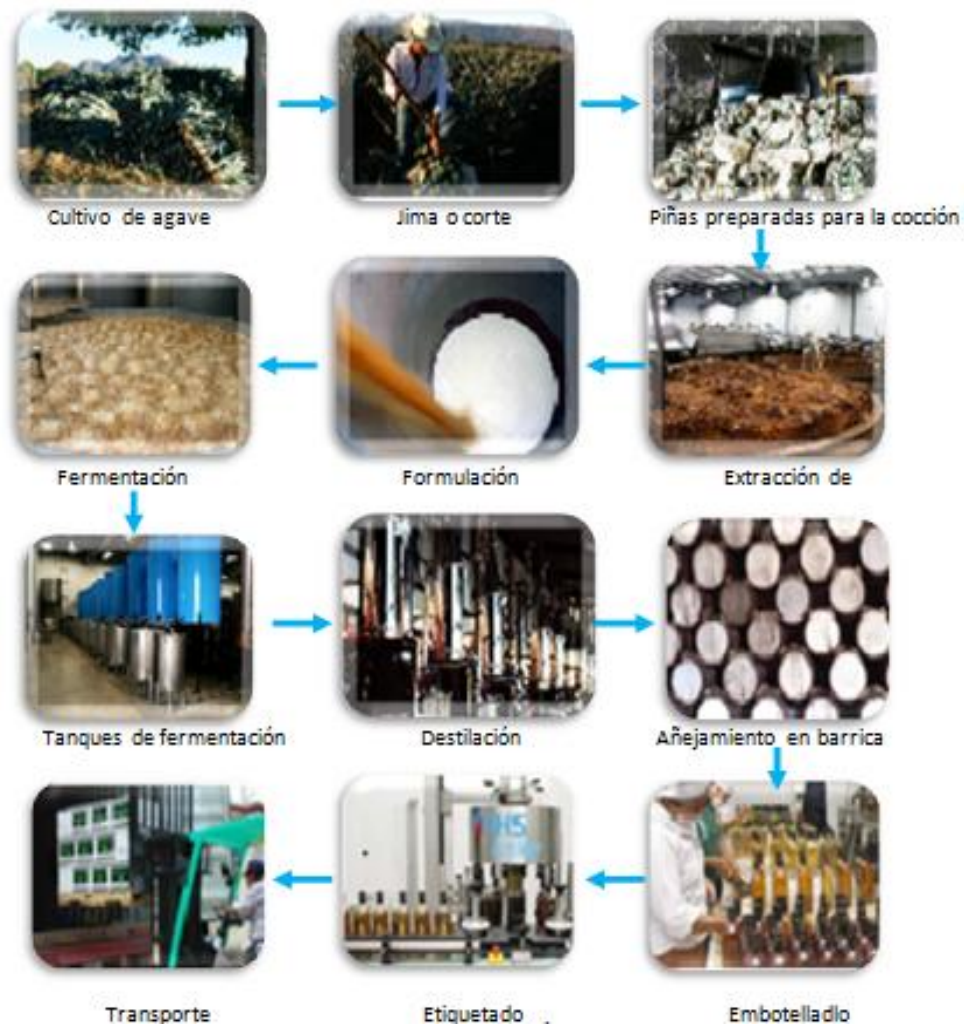 Cultivo de agave
Jima o corte
Piñas preparadas para la cocción
Fermentación
Formulación
Extracción de
Tanques de fermentación
Destilación
Añejamiento en barrica
HS
Transporte
Etiquetado
Embotelladlo